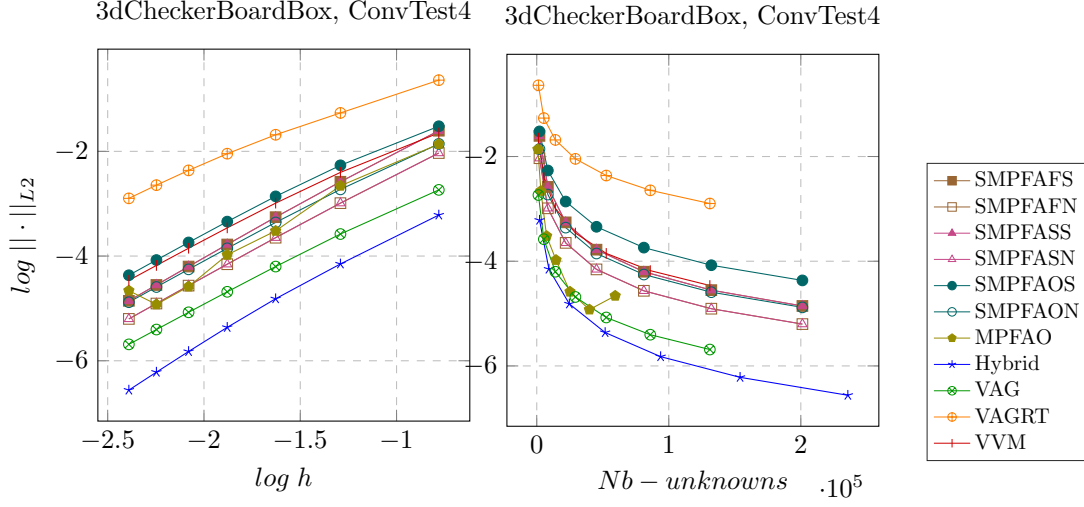 3dCheckerBoardBox, ConvTest4
log || · ||L2
−2
−4
−6
−2.5
−2
−1.5
−1
log h
3dCheckerBoardBox, ConvTest4
−2
−4
−6
0
1
2
·10^5
Nb − unknowns
SMPFAFS
SMPFAFN
SMPFASS
SMPFASN
SMPFAOS
SMPFAON
MPFAO
Hybrid
VAG
VAGRT
VVM